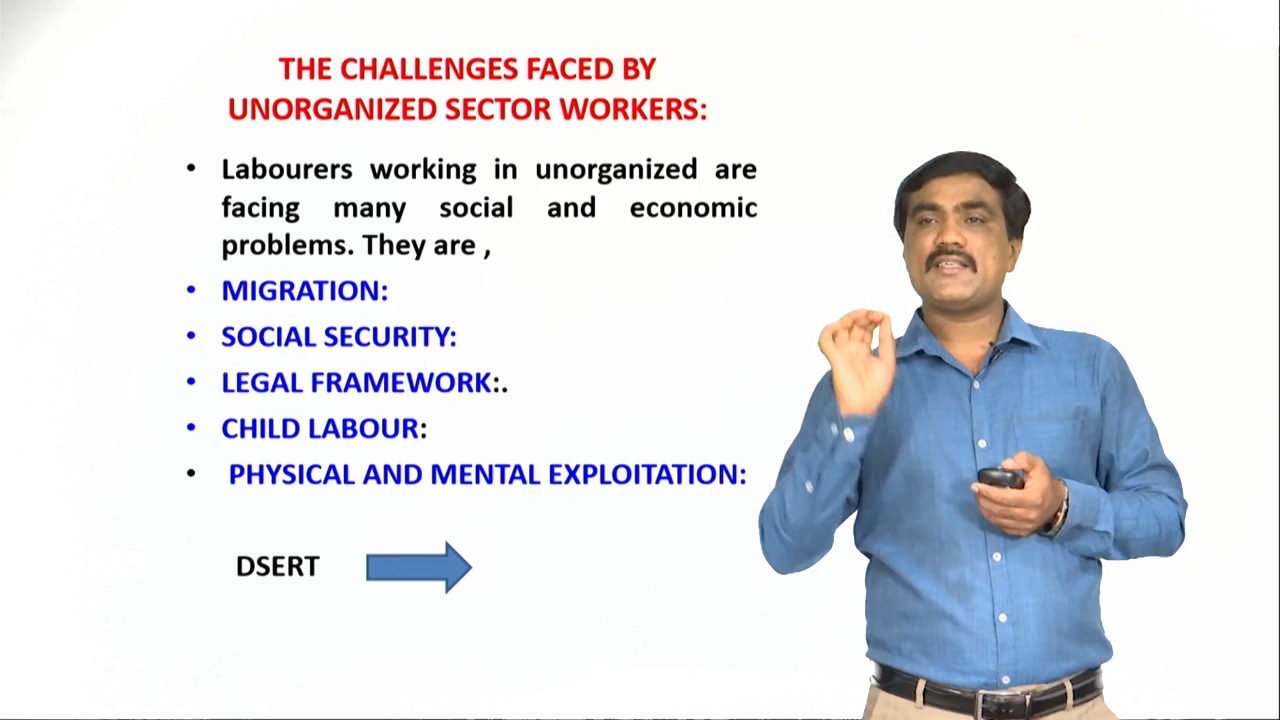 THE CHALLENGES FACED BY
UNORGANIZED SECTOR WORKERS:
• Labourers working in unorganized are
facing many social and economic
problems. They are ,
• MIGRATION:
• SOCIAL SECURITY:
• LEGAL FRAMEWORK:.
• CHILD LABOUR:
• PHYSICAL AND MENTAL EXPLOITATION:
DSERT